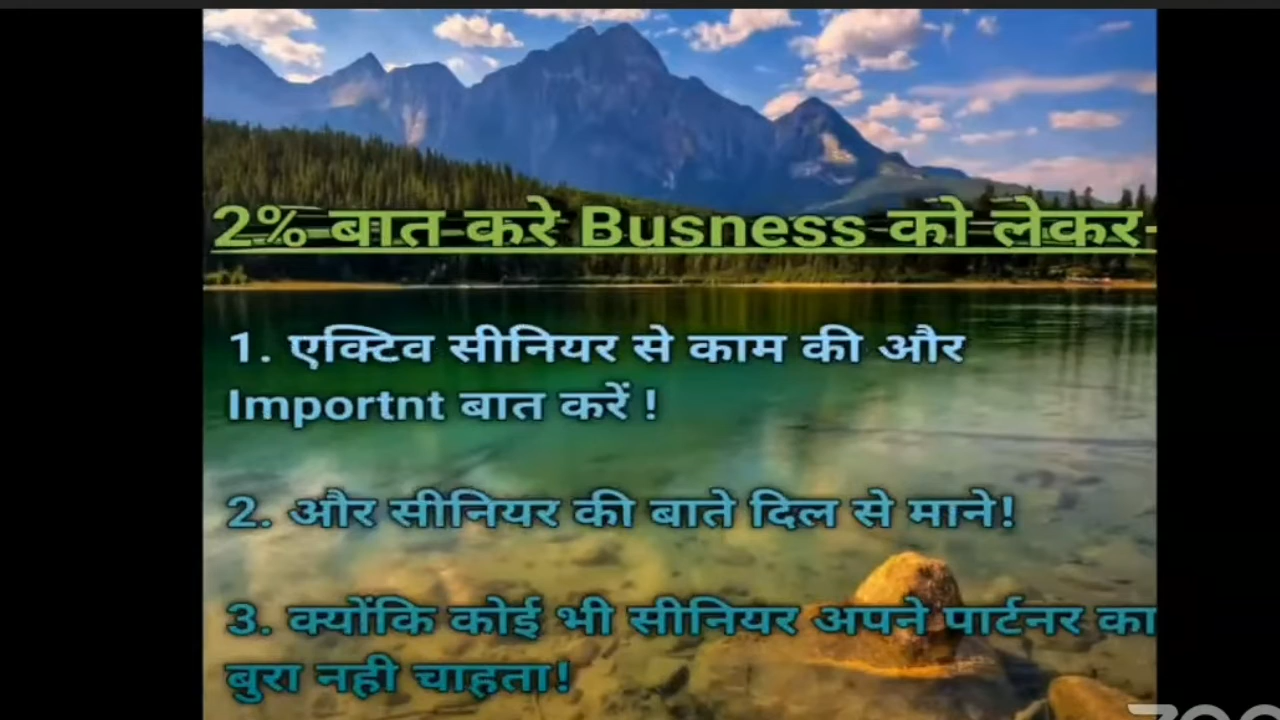 2% बात करे Busness को लेकर-
1. एक्टिव सीनियर से काम की और
Importnt बात करें !
2. और सीनियर की बाते दिल से माने!
3. क्योंकि कोई भी सीनियर अपने पार्टनर का
बुरा नही चाहता!